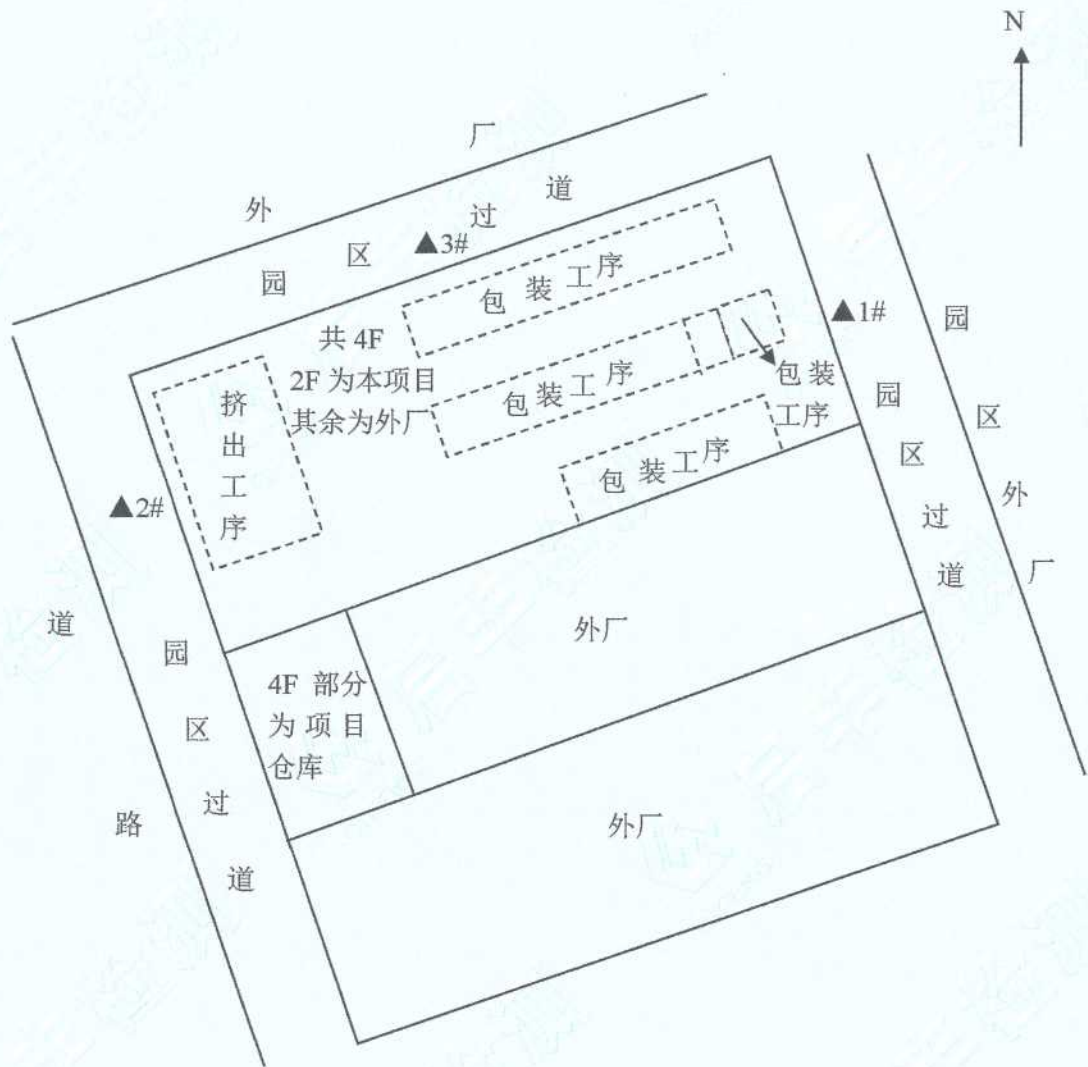 N
外厂
园区过道
▲3#
包装工序
▲1#
共 4F
2F 为本项目
其余为外厂
包装工序
包装
工序
园区外厂
挤出工序
包装工序
园区过道
▲2#
道路
园区过道
外厂
4F 部分
为项目
仓库
外厂